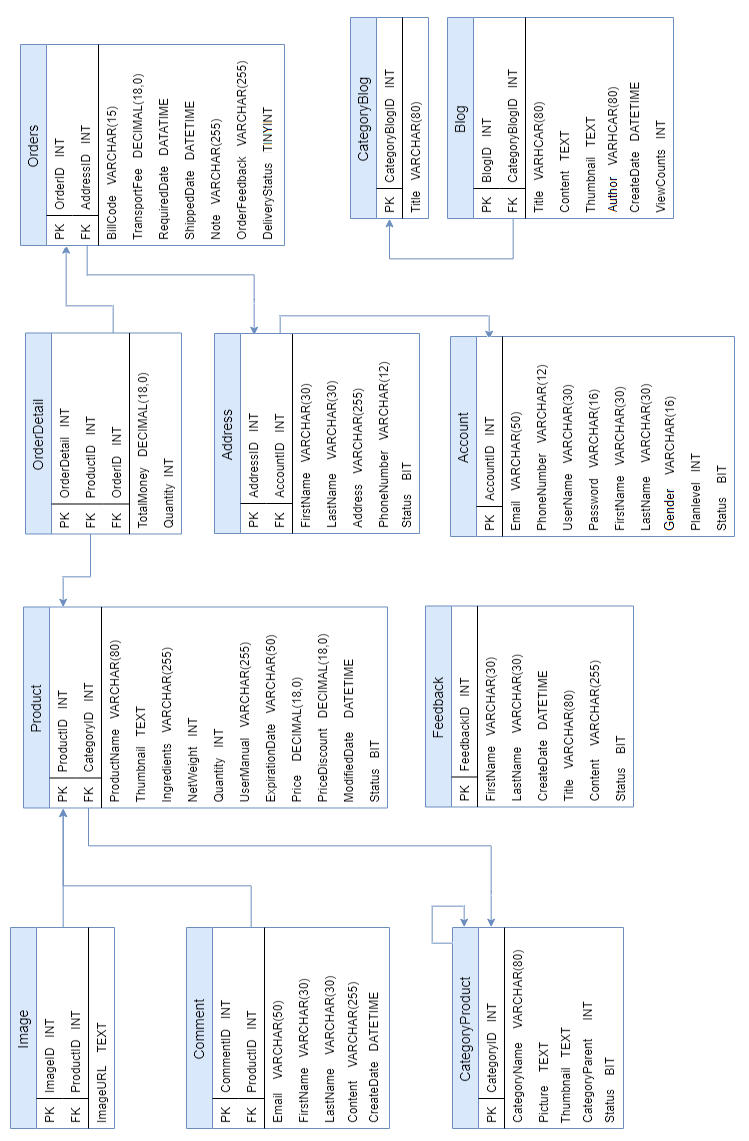 Orders
PK OrderID INT
FK AddressID INT
BillCode VARCHAR(15)
TransportFee DECIMAL(18,0)
RequiredDate DATATIME
ShippedDate DATETIME
Note VARCHAR(255)
OrderFeedback VARCHAR(255)
DeliveryStatus TINYINT
CategoryBlog
PK CategoryBlogID INT
Title VARCHAR(80)
Blog
PK BlogID INT
FK CategoryBlogID INT
Title VARHCAR(80)
Content TEXT
Thumbnail TEXT
Author VARHCAR(80)
CreateDate DATETIME
ViewCounts INT
OrderDetail
PK OrderDetail INT
FK ProductID INT
FK OrderID INT
TotalMoney DECIMAL(18,0)
Quantity INT
Address
PK AddressID INT
FK AccountID INT
FirstName VARCHAR(30)
LastName VARCHAR(30)
Address VARCHAR(255)
PhoneNumber VARCHAR(12)
Status BIT
Account
PK AccountID INT
Email VARCHAR(50)
PhoneNumber VARCHAR(12)
UserName VARCHAR(30)
Password VARCHAR(16)
FirstName VARCHAR(30)
LastName VARCHAR(30)
Gender VARCHAR(16)
Planlevel INT
Status BIT
Product
PK ProductID INT
FK CategoryID INT
ProductName VARCHAR(80)
Thumbnail TEXT
Ingredients VARCHAR(255)
NetWeight INT
Quantity INT
UserManual VARCHAR(255)
ExpirationDate VARCHAR(50)
Price DECIMAL(18,0)
PriceDiscount DECIMAL(18,0)
ModifiedDate DATETIME
Status BIT
Feedback
PK FeedbackID INT
FirstName VARCHAR(30)
LastName VARCHAR(30)
CreateDate DATETIME
Title VARCHAR(80)
Content VARCHAR(255)
Status BIT
Image
PK ImageID INT
FK ProductID INT
ImageURL TEXT
Comment
PK CommentID INT
FK ProductID INT
Email VARCHAR(50)
FirstName VARCHAR(30)
LastName VARCHAR(30)
Content VARCHAR(255)
CreateDate DATETIME
CategoryProduct
PK CategoryID INT
CategoryName VARCHAR(80)
Picture TEXT
Thumbnail TEXT
CategoryParent INT
Status BIT